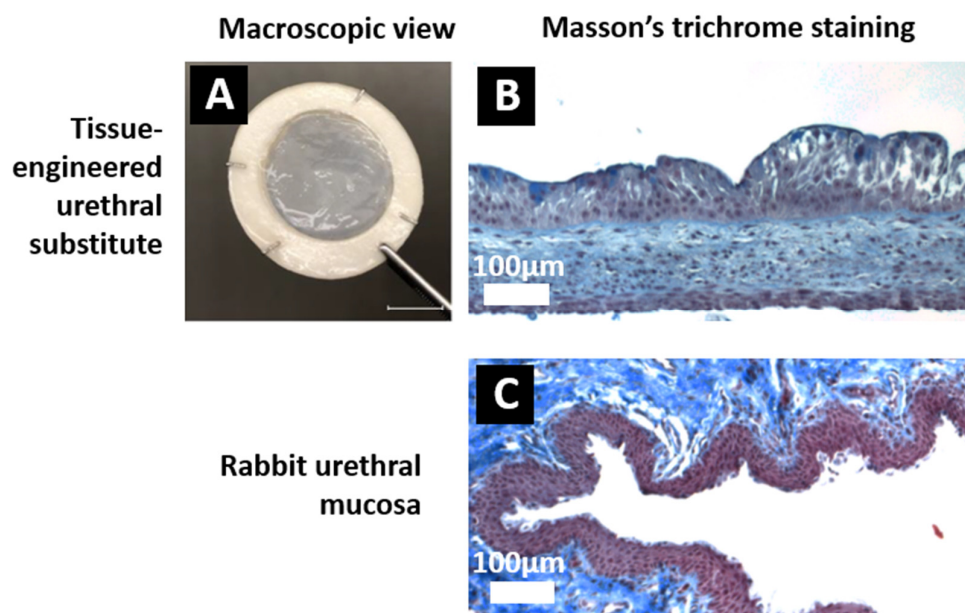 Macroscopic view
Masson’s trichrome staining
Tissue-
engineered
urethral
substitute
A
B
100µm
Rabbit urethral
mucosa
C
100µm